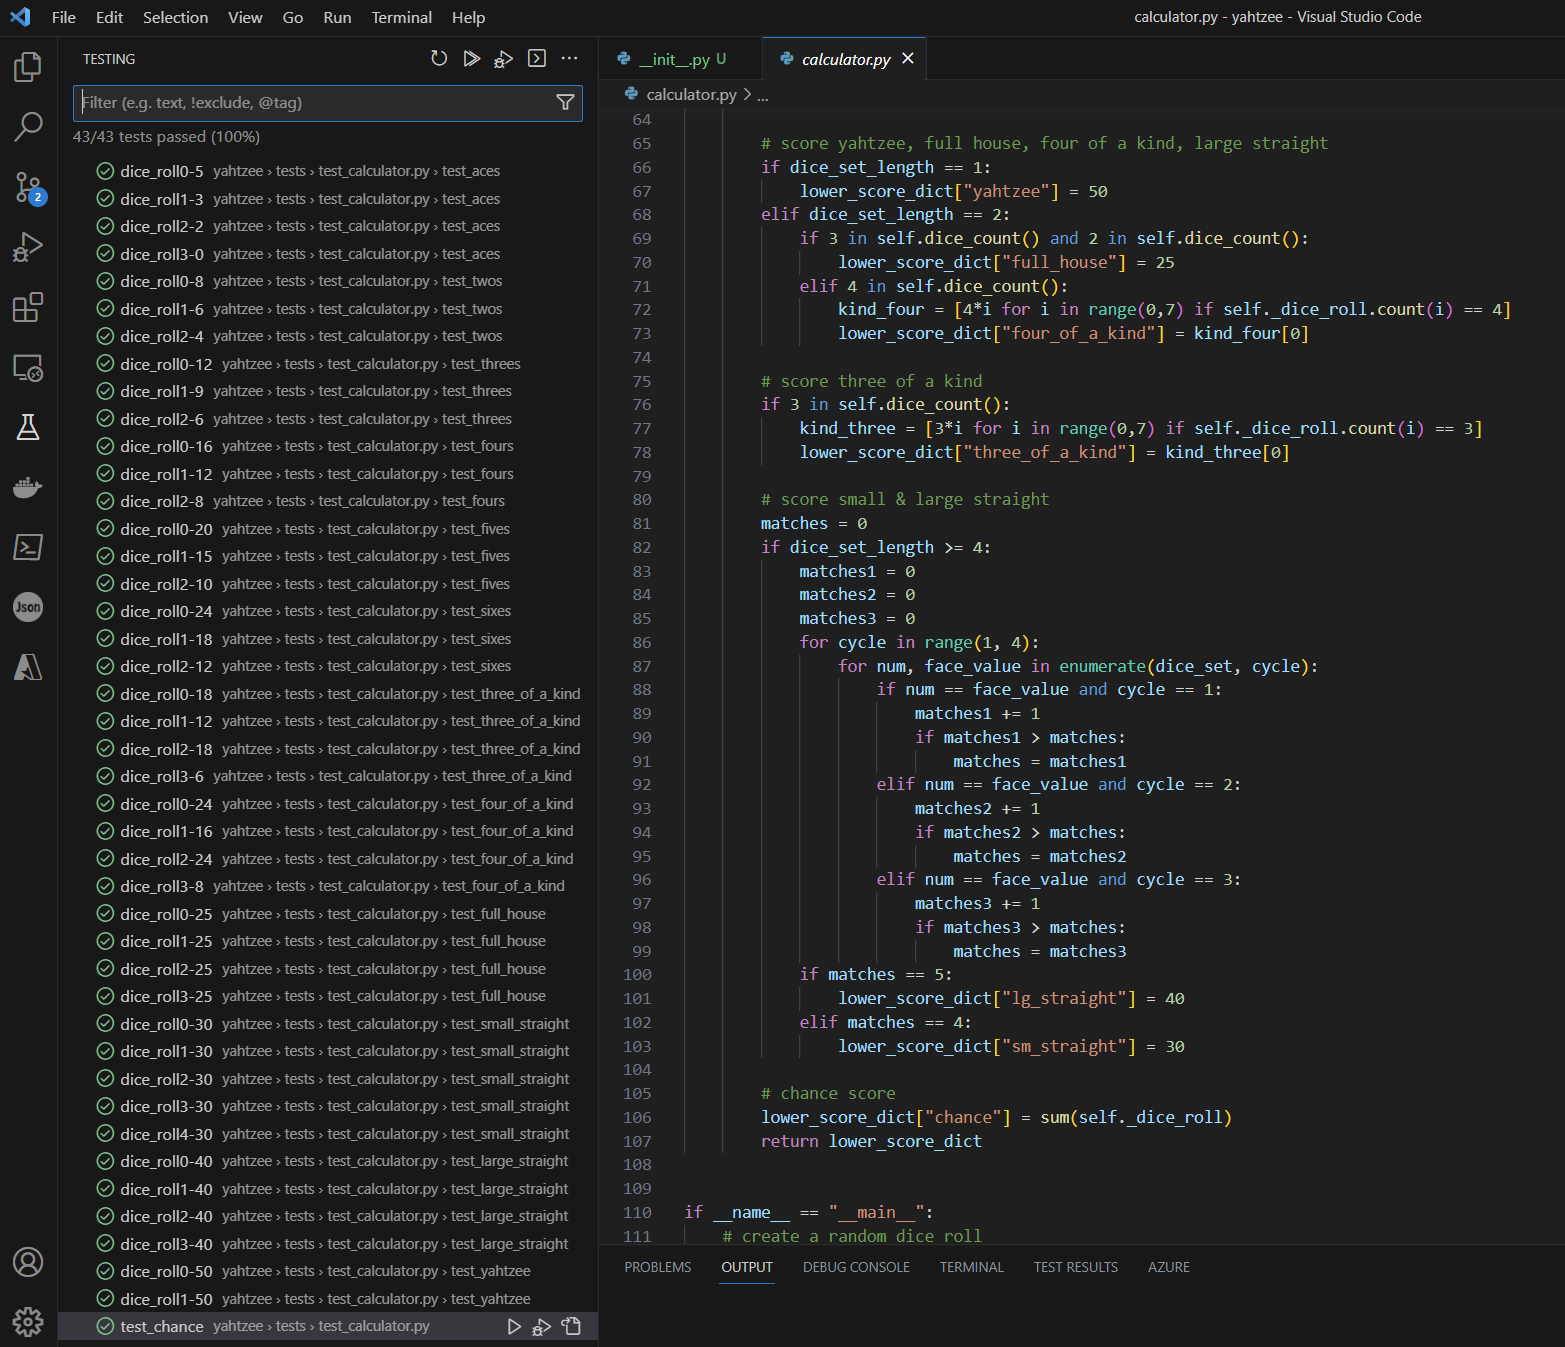 File Edit Selection View Go Run Terminal Help
calculator.py - yahtzee - Visual Studio Code
TESTING
Filter (e.g. text, !exclude, @tag)
43/43 tests passed (100%)
dice_roll0-5 yahtzee › tests › test_calculator.py › test_aces
dice_roll1-3 yahtzee › tests › test_calculator.py › test_aces
dice_roll2-2 yahtzee › tests › test_calculator.py › test_aces
dice_roll3-0 yahtzee › tests › test_calculator.py › test_aces
dice_roll0-8 yahtzee › tests › test_calculator.py › test_twos
dice_roll1-6 yahtzee › tests › test_calculator.py › test_twos
dice_roll2-4 yahtzee › tests › test_calculator.py › test_twos
dice_roll0-12 yahtzee › tests › test_calculator.py › test_threes
dice_roll1-9 yahtzee › tests › test_calculator.py › test_threes
dice_roll2-6 yahtzee › tests › test_calculator.py › test_threes
dice_roll0-16 yahtzee › tests › test_calculator.py › test_fours
dice_roll1-12 yahtzee › tests › test_calculator.py › test_fours
dice_roll2-8 yahtzee › tests › test_calculator.py › test_fours
dice_roll0-20 yahtzee › tests › test_calculator.py › test_fives
dice_roll1-15 yahtzee › tests › test_calculator.py › test_fives
dice_roll2-10 yahtzee › tests › test_calculator.py › test_fives
dice_roll0-24 yahtzee › tests › test_calculator.py › test_sixes
dice_roll1-18 yahtzee › tests › test_calculator.py › test_sixes
dice_roll2-12 yahtzee › tests › test_calculator.py › test_sixes
dice_roll0-18 yahtzee › tests › test_calculator.py › test_three_of_a_kind
dice_roll1-12 yahtzee › tests › test_calculator.py › test_three_of_a_kind
dice_roll2-18 yahtzee › tests › test_calculator.py › test_three_of_a_kind
dice_roll3-6 yahtzee › tests › test_calculator.py › test_three_of_a_kind
dice_roll0-24 yahtzee › tests › test_calculator.py › test_four_of_a_kind
dice_roll1-16 yahtzee › tests › test_calculator.py › test_four_of_a_kind
dice_roll2-24 yahtzee › tests › test_calculator.py › test_four_of_a_kind
dice_roll3-8 yahtzee › tests › test_calculator.py › test_four_of_a_kind
dice_roll0-25 yahtzee › tests › test_calculator.py › test_full_house
dice_roll1-25 yahtzee › tests › test_calculator.py › test_full_house
dice_roll2-25 yahtzee › tests › test_calculator.py › test_full_house
dice_roll3-25 yahtzee › tests › test_calculator.py › test_full_house
dice_roll0-30 yahtzee › tests › test_calculator.py › test_small_straight
dice_roll1-30 yahtzee › tests › test_calculator.py › test_small_straight
dice_roll2-30 yahtzee › tests › test_calculator.py › test_small_straight
dice_roll3-30 yahtzee › tests › test_calculator.py › test_small_straight
dice_roll4-30 yahtzee › tests › test_calculator.py › test_small_straight
dice_roll0-40 yahtzee › tests › test_calculator.py › test_large_straight
dice_roll1-40 yahtzee › tests › test_calculator.py › test_large_straight
dice_roll2-40 yahtzee › tests › test_calculator.py › test_large_straight
dice_roll3-40 yahtzee › tests › test_calculator.py › test_large_straight
dice_roll0-50 yahtzee › tests › test_calculator.py › test_yahtzee
dice_roll1-50 yahtzee › tests › test_calculator.py › test_yahtzee
test_chance yahtzee › tests › test_calculator.py
2
Json
__init__.py U
calculator.py
calculator.py > ...
64
65 # score yahtzee, full house, four of a kind, large straight
66 if dice_set_length == 1:
67 lower_score_dict["yahtzee"] = 50
68 elif dice_set_length == 2:
69 if 3 in self.dice_count() and 2 in self.dice_count():
70 lower_score_dict["full_house"] = 25
71 elif 4 in self.dice_count():
72 kind_four = [4*i for i in range(0,7) if self._dice_roll.count(i) == 4]
73 lower_score_dict["four_of_a_kind"] = kind_four[0]
74
75 # score three of a kind
76 if 3 in self.dice_count():
77 kind_three = [3*i for i in range(0,7) if self._dice_roll.count(i) == 3]
78 lower_score_dict["three_of_a_kind"] = kind_three[0]
79
80 # score small & large straight
81 matches = 0
82 if dice_set_length >= 4:
83 matches1 = 0
84 matches2 = 0
85 matches3 = 0
86 for cycle in range(1, 4):
87 for num, face_value in enumerate(dice_set, cycle):
88 if num == face_value and cycle == 1:
89 matches1 += 1
90 if matches1 > matches:
91 matches = matches1
92 elif num == face_value and cycle == 2:
93 matches2 += 1
94 if matches2 > matches:
95 matches = matches2
96 elif num == face_value and cycle == 3:
97 matches3 += 1
98 if matches3 > matches:
99 matches = matches3
100 if matches == 5:
101 lower_score_dict["lg_straight"] = 40
102 elif matches == 4:
103 lower_score_dict["sm_straight"] = 30
104
105 # chance score
106 lower_score_dict["chance"] = sum(self._dice_roll)
107 return lower_score_dict
108
109
110 if __name__ == "__main__":
111 # create a random dice roll
PROBLEMS OUTPUT DEBUG CONSOLE TERMINAL TEST RESULTS AZURE